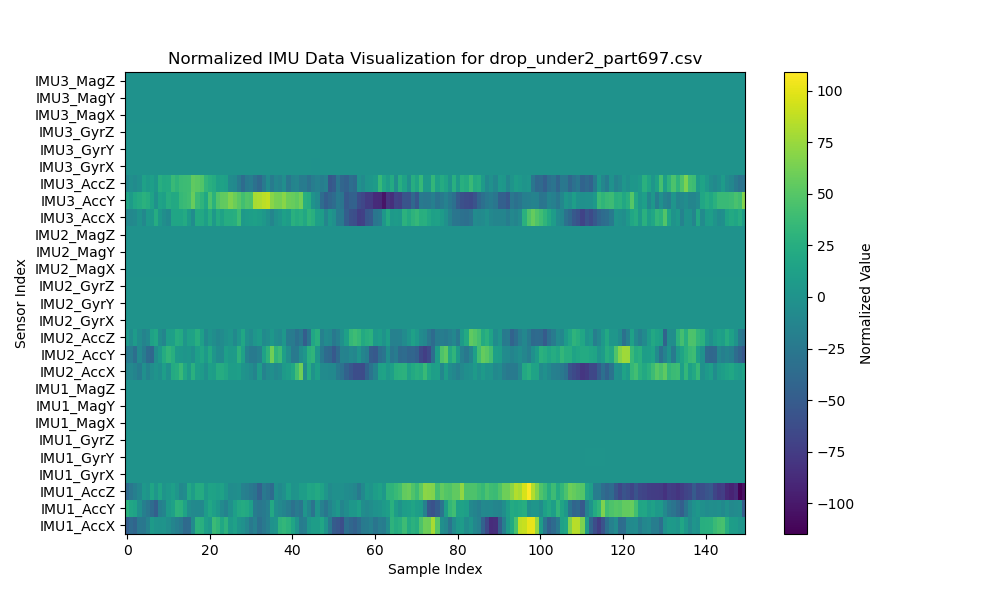 Normalized IMU Data Visualization for drop_under2_part697.csv
IMU3_MagZ
IMU3_MagY
IMU3_MagX
IMU3_GyrZ
IMU3_GyrY
IMU3_GyrX
IMU3_AccZ
IMU3_AccY
IMU3_AccX
IMU2_MagZ
IMU2_MagY
IMU2_MagX
IMU2_GyrZ
IMU2_GyrY
IMU2_GyrX
IMU2_AccZ
IMU2_AccY
IMU2_AccX
IMU1_MagZ
IMU1_MagY
IMU1_MagX
IMU1_GyrZ
IMU1_GyrY
IMU1_GyrX
IMU1_AccZ
IMU1_AccY
IMU1_AccX
Sensor Index
0 20 40 60 80 100 120 140
Sample Index
100
75
50
25
0
−25
−50
−75
−100
Normalized Value